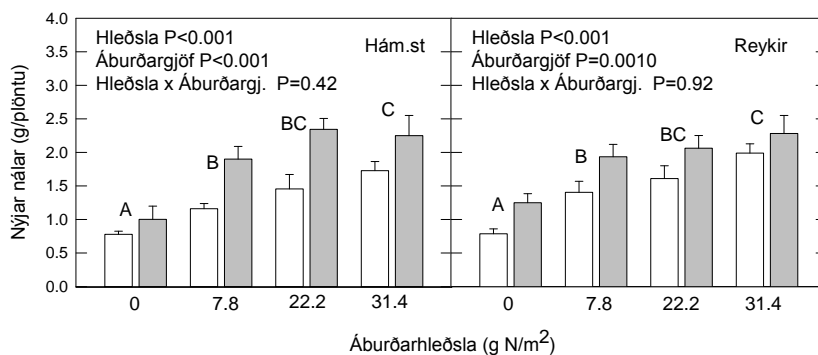 4.0
3.5
3.0
2.5
2.0
1.5
1.0
0.5
0.0
Nýjar nálar (g/plöntu)
Hleðsla P<0.001
Áburðargjöf P<0.001
Hleðsla x Áburðargj. P=0.42
Hám.st
A
B
BC
C
0
7.8
22.2
31.4
Hleðsla P<0.001
Áburðargjöf P=0.0010
Hleðsla x Áburðargj. P=0.92
Reykir
A
B
BC
C
0
7.8
22.2
31.4
Áburðarhleðsla (g N/m²)